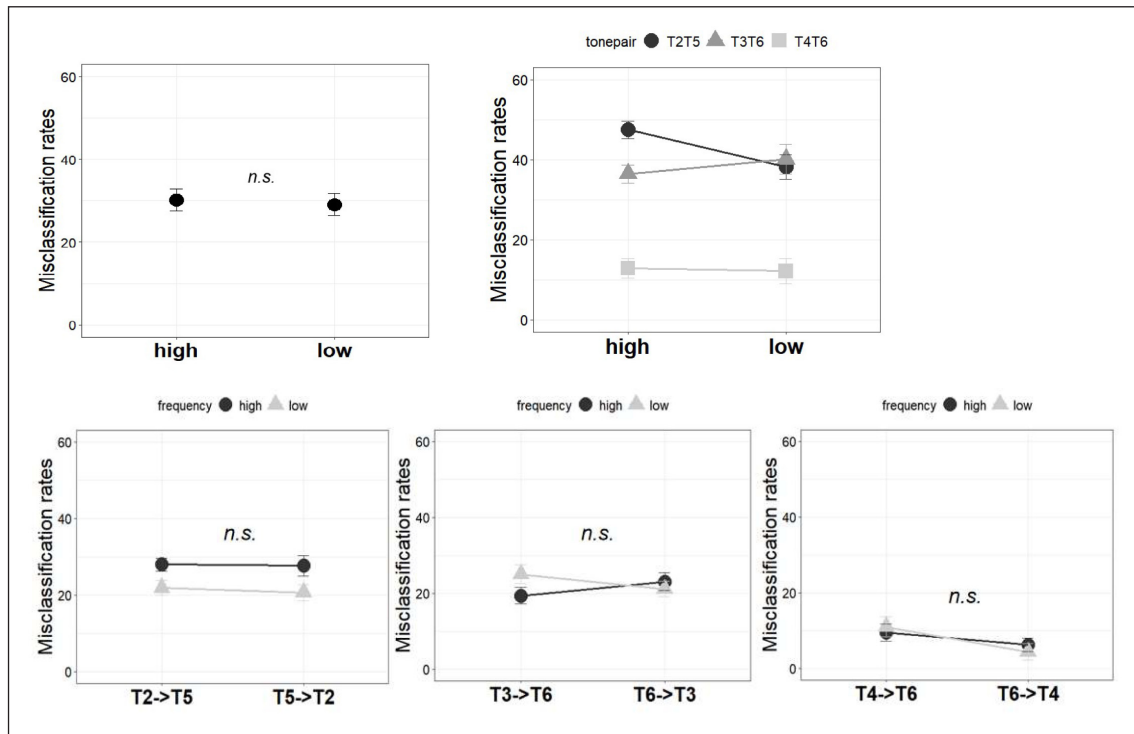 Misclassification rates
60
40
20
0
n.s.
high
low
tonepair T2T5 T3T6 T4T6
Misclassification rates
60
40
20
0
high
low
frequency high low
Misclassification rates
60
40
20
0
n.s.
T2->T5
T5->T2
frequency high low
Misclassification rates
60
40
20
0
n.s.
T3->T6
T6->T3
frequency high low
Misclassification rates
60
40
20
0
n.s.
T4->T6
T6->T4